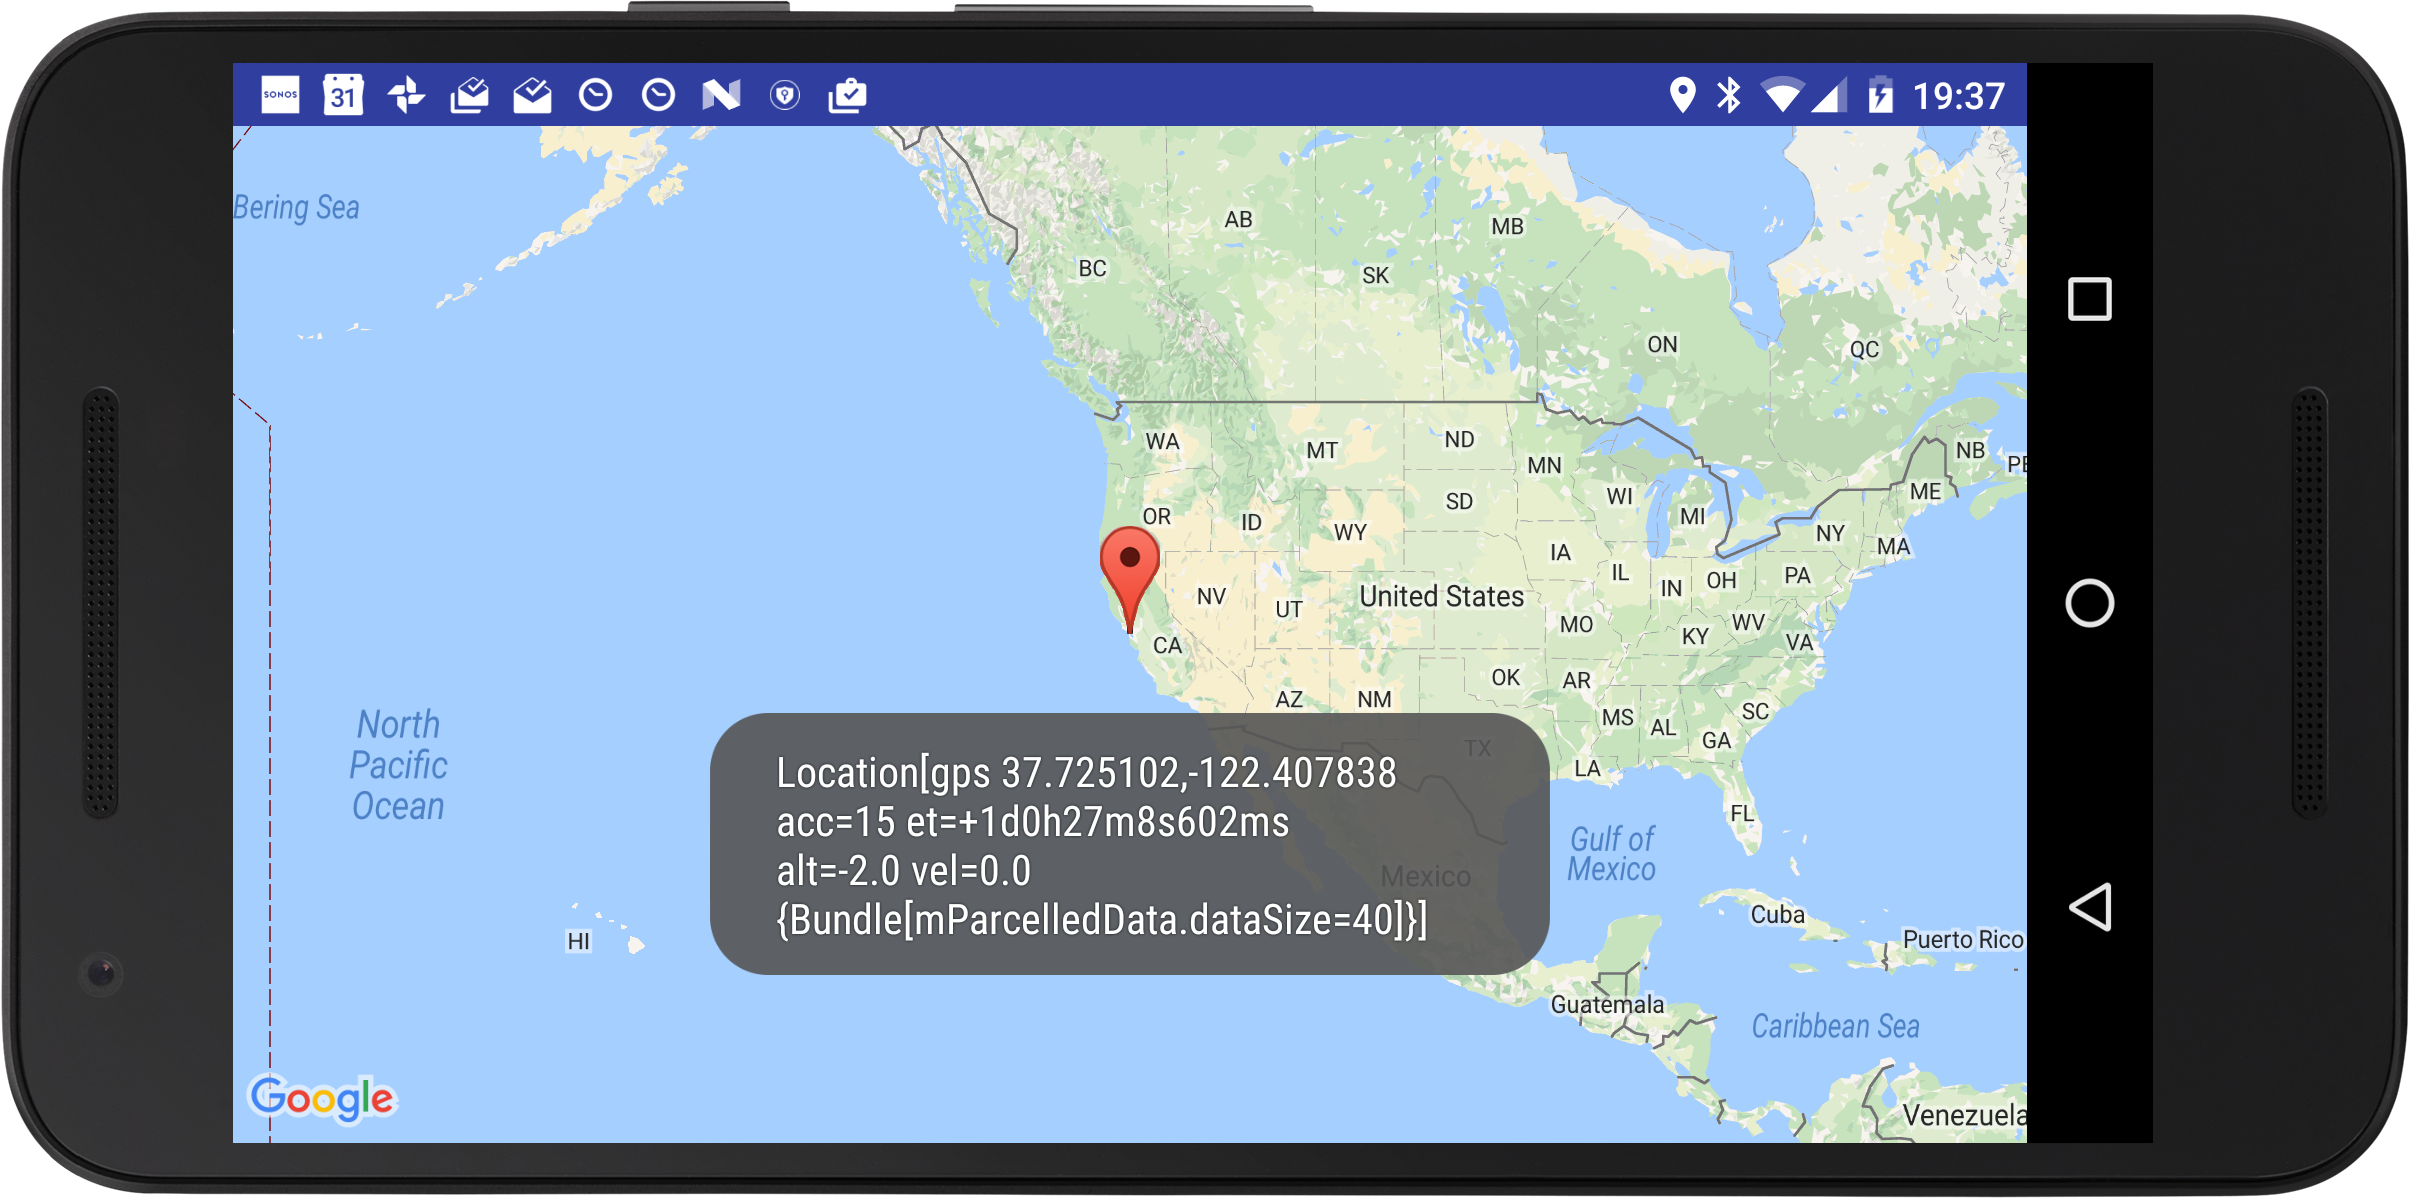 SONOS 31 19:37
Bering Sea
AB
MB
BC
SK
ON
QC
WA
MT
ND
MN
NB
PE
WI
SD
ME
OR
ID
WY
MI
NY
MA
IA
IL
IN
OH
PA
NV
UT
United States
MO
KY
WV
VA
CA
OK
AR
AZ
NM
MS
AL
SC
GA
TX
LA
FL
North
Pacific
Ocean
Location[gps 37.725102,-122.407838
acc=15 et=+1d0h27m8s602ms
alt=-2.0 vel=0.0
{Bundle[mParcelledData.dataSize=40]}]
Gulf of
Mexico
Mexico
Cuba
HI
Puerto Rico
Guatemala
Caribbean Sea
Google
Venezuela